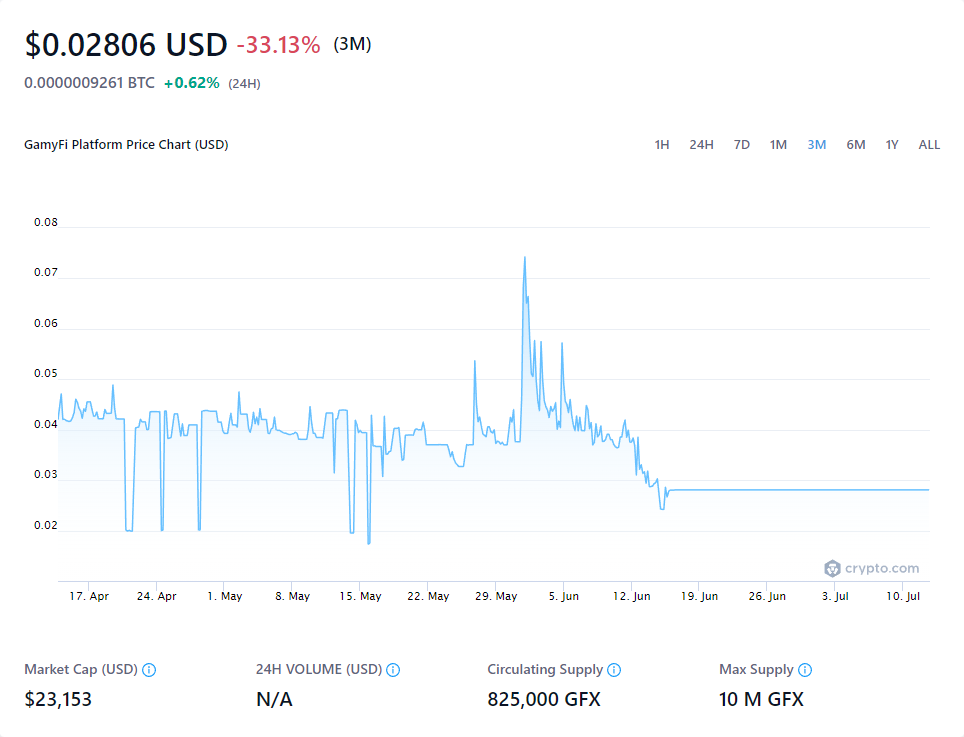 $0.02806 USD -33.13% (3M)
0.0000009261 BTC +0.62% (24H)
GamyFi Platform Price Chart (USD) 1H 24H 7D 1M 3M 6M 1Y ALL
0.08
0.07
0.06
0.05
0.04
0.03
0.02
crypto.com
17. Apr 24. Apr 1. May 8. May 15. May 22. May 29. May 5. Jun 12. Jun 19. Jun 26. Jun 3. Jul 10. Jul
Market Cap (USD) 24H VOLUME (USD) Circulating Supply Max Supply
$23,153 N/A 825,000 GFX 10 M GFX